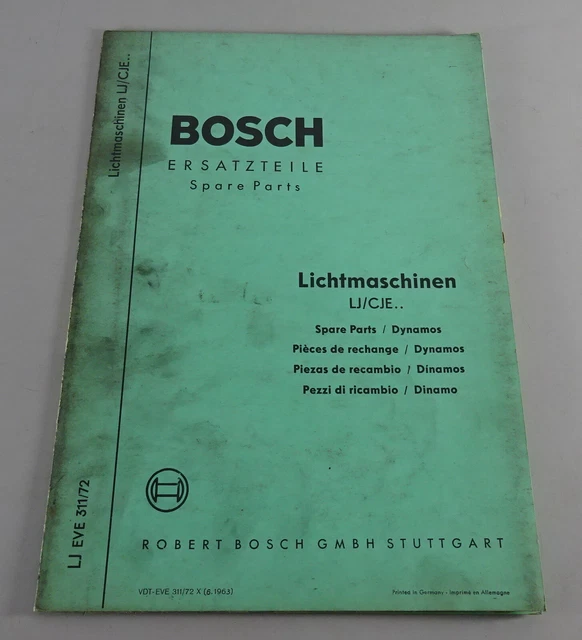 Lichtmaschinen LJ/CJE..
LJ EVE 311/72
BOSCH
ERSATZTEILE
Spare Parts
Lichtmaschinen
LJ/CJE..
Spare Parts / Dynamos
Pièces de rechange / Dynamos
Piezas de recambio / Dínamos
Pezzi di ricambio / Dinamo
ROBERT BOSCH GMBH STUTTGART
VDT-EVE 311/72 X (6.1963)
Printed in Germany - Imprimé en Allemagne